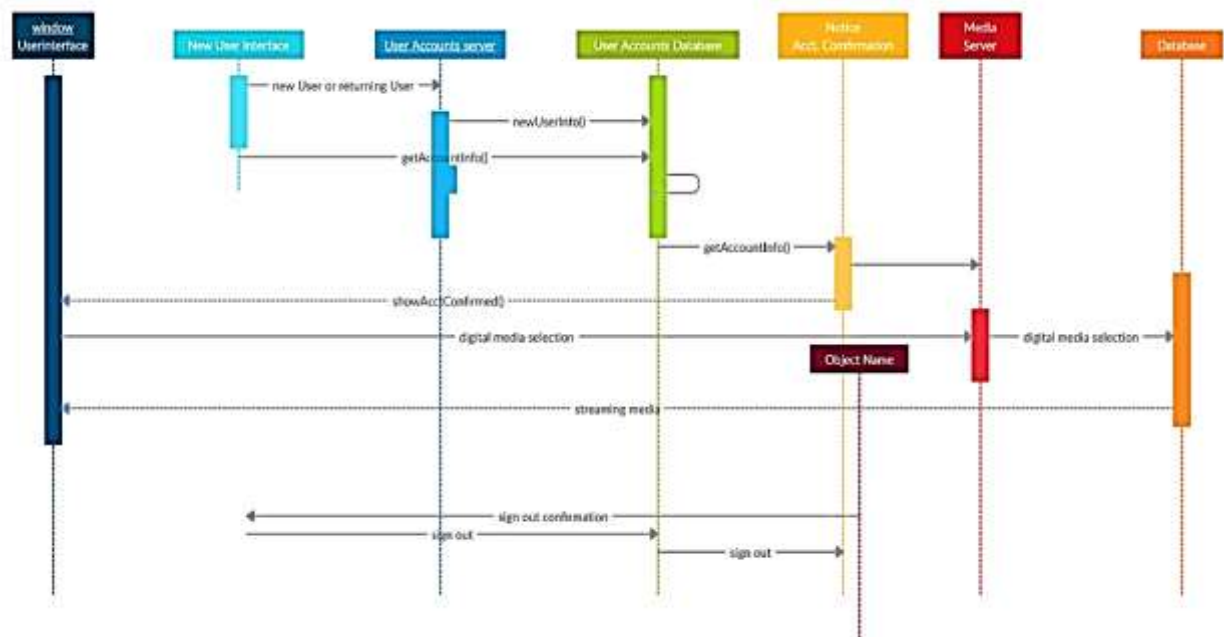 window
Userinterface
New User Interface
User Accounts server
User Accounts Database
Notice
Acct. Confirmation
Media
Server
Database
new User or returning User
newUserInfo()
getAccountInfo()
getAccountInfo()
showAcctConfirmed()
digital media selection
digital media selection
Object Name
streaming media
sign out confirmation
sign out
sign out